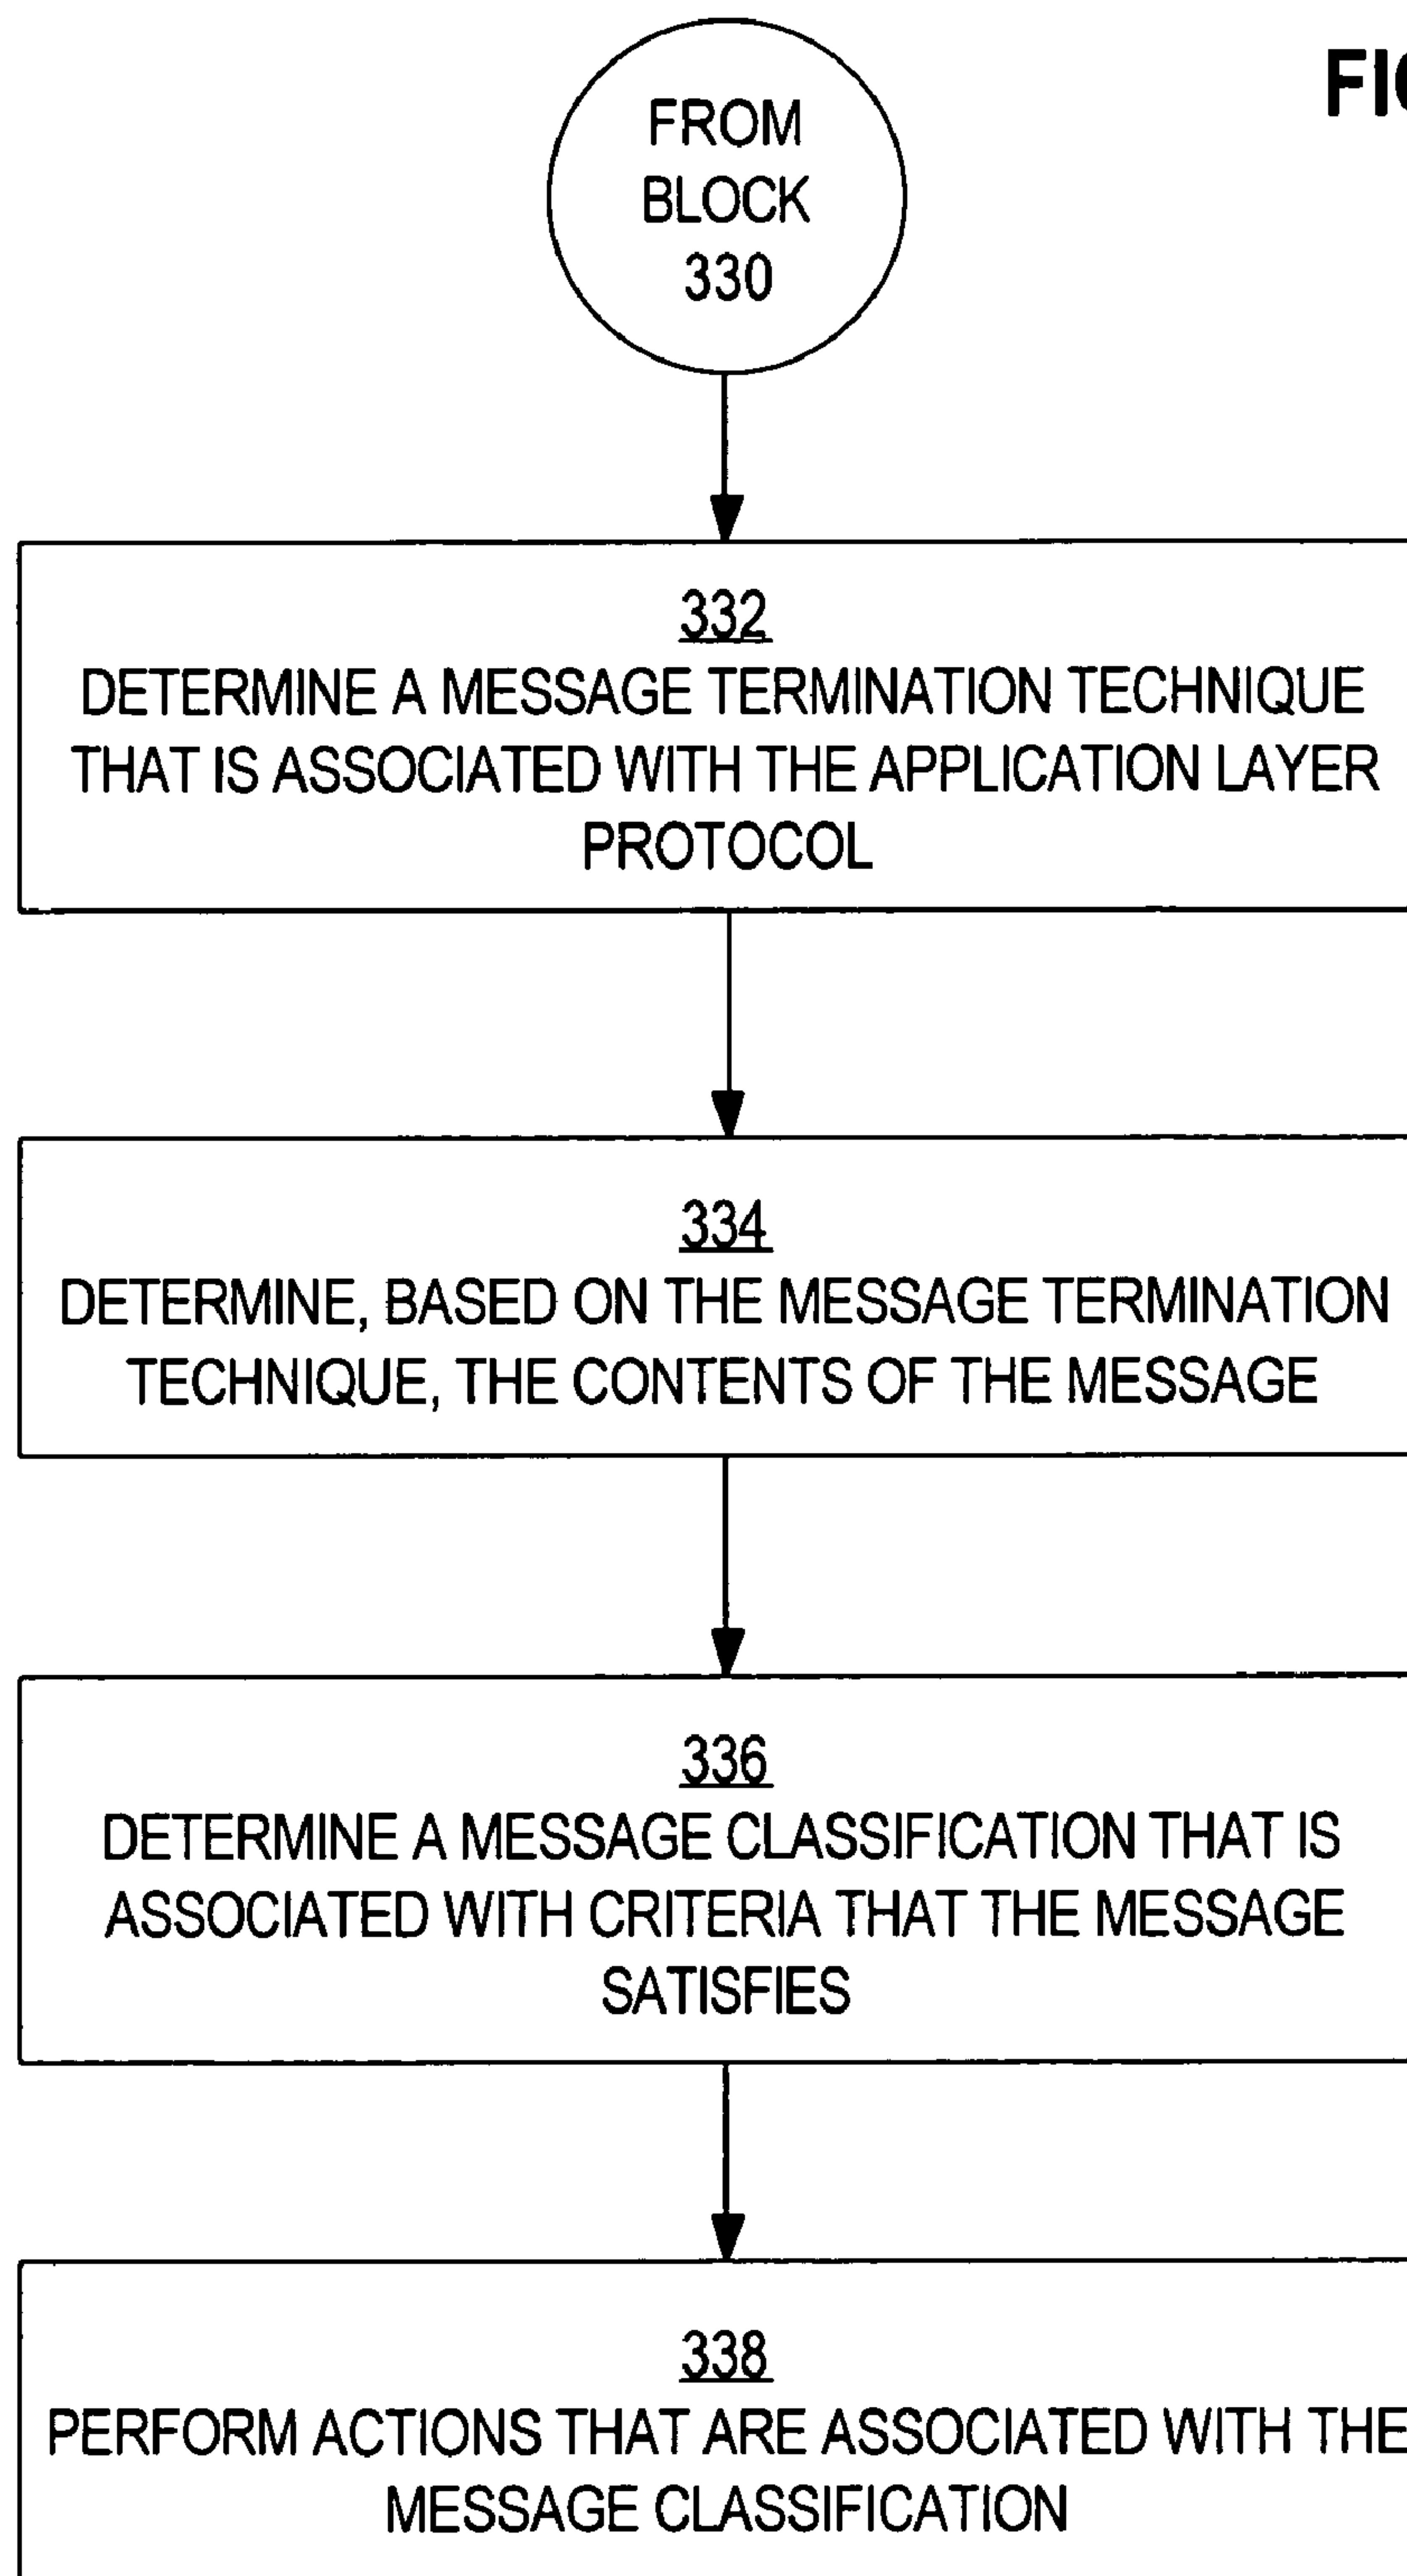 FROM
BLOCK
330
332
DETERMINE A MESSAGE TERMINATION TECHNIQUE
THAT IS ASSOCIATED WITH THE APPLICATION LAYER
PROTOCOL
334
DETERMINE, BASED ON THE MESSAGE TERMINATION
TECHNIQUE, THE CONTENTS OF THE MESSAGE
336
DETERMINE A MESSAGE CLASSIFICATION THAT IS
ASSOCIATED WITH CRITERIA THAT THE MESSAGE
SATISFIES
338
PERFORM ACTIONS THAT ARE ASSOCIATED WITH THE
MESSAGE CLASSIFICATION